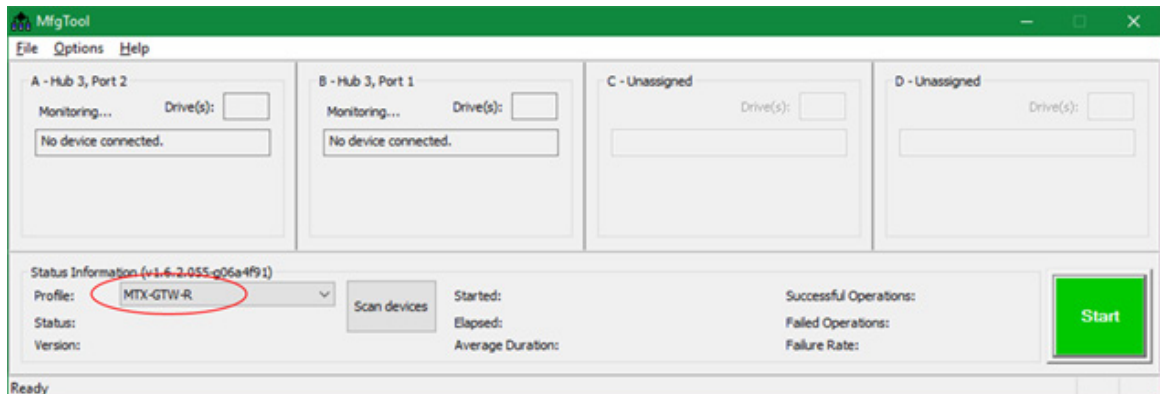 MfgTool
File Options Help
A - Hub 3, Port 2
B - Hub 3, Port 1
C - Unassigned
D - Unassigned
Monitoring... Drive(s):
Monitoring... Drive(s):
Drive(s):
Drive(s):
No device connected.
No device connected.
Status Information (v1.6.2.055-g06a4f91)
Profile: MTX-GTW-R
Scan devices
Started:
Successful Operations:
Start
Status:
Elapsed:
Failed Operations:
Version:
Average Duration:
Failure Rate:
Ready